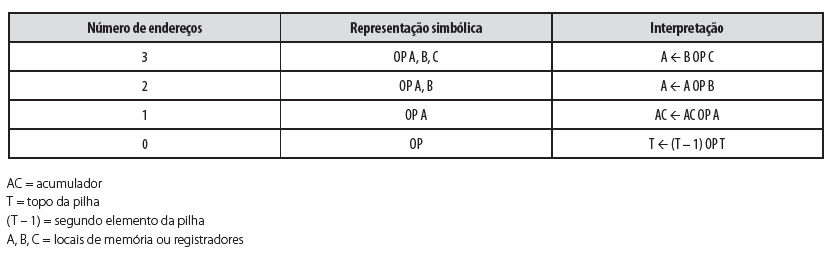 Número de endereços Representação simbólica Interpretação
3 OP A, B, C A ← B OP C
2 OP A, B A ← A OP B
1 OP A AC ← AC OP A
0 OP T ← (T – 1) OP T
AC = acumulador
T = topo da pilha
(T – 1) = segundo elemento da pilha
A, B, C = locais de memória ou registradores